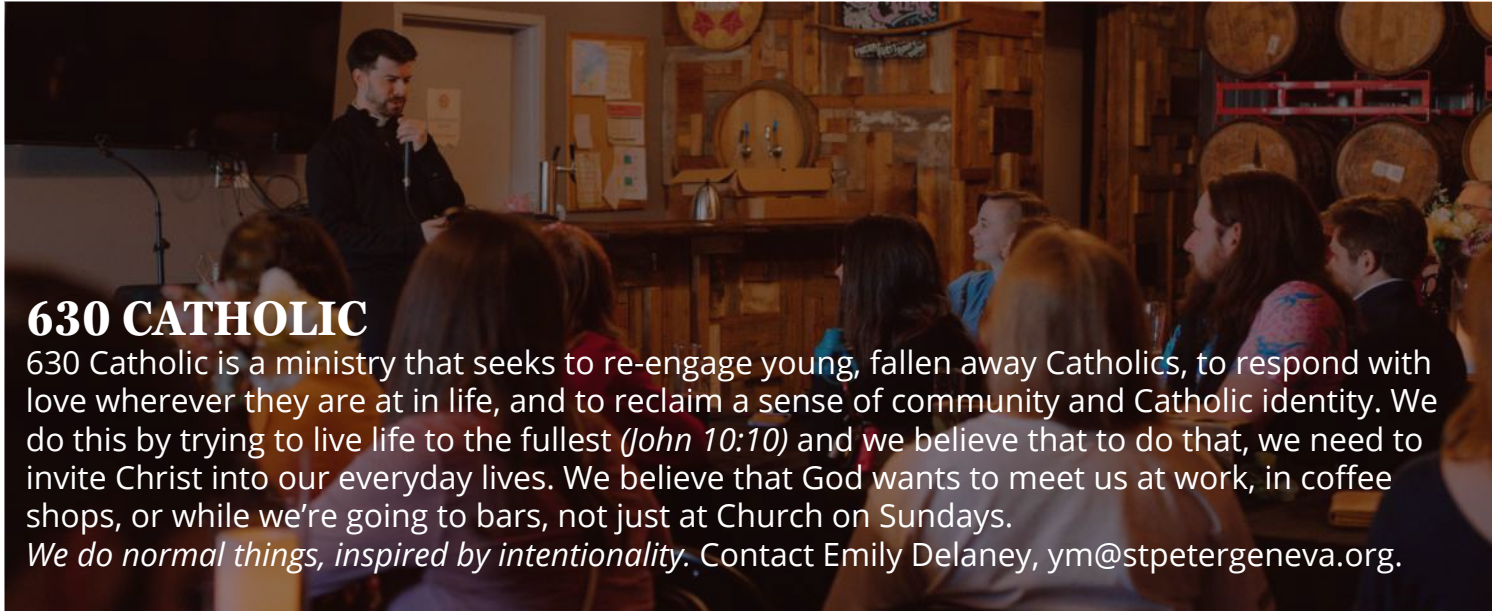 630 CATHOLIC
630 Catholic is a ministry that seeks to re-engage young, fallen away Catholics, to respond with
love wherever they are at in life, and to reclaim a sense of community and Catholic identity. We
do this by trying to live life to the fullest (John 10:10) and we believe that to do that, we need to
invite Christ into our everyday lives. We believe that God wants to meet us at work, in coffee
shops, or while we’re going to bars, not just at Church on Sundays.
We do normal things, inspired by intentionality. Contact Emily Delaney, ym@stpetergeneva.org.